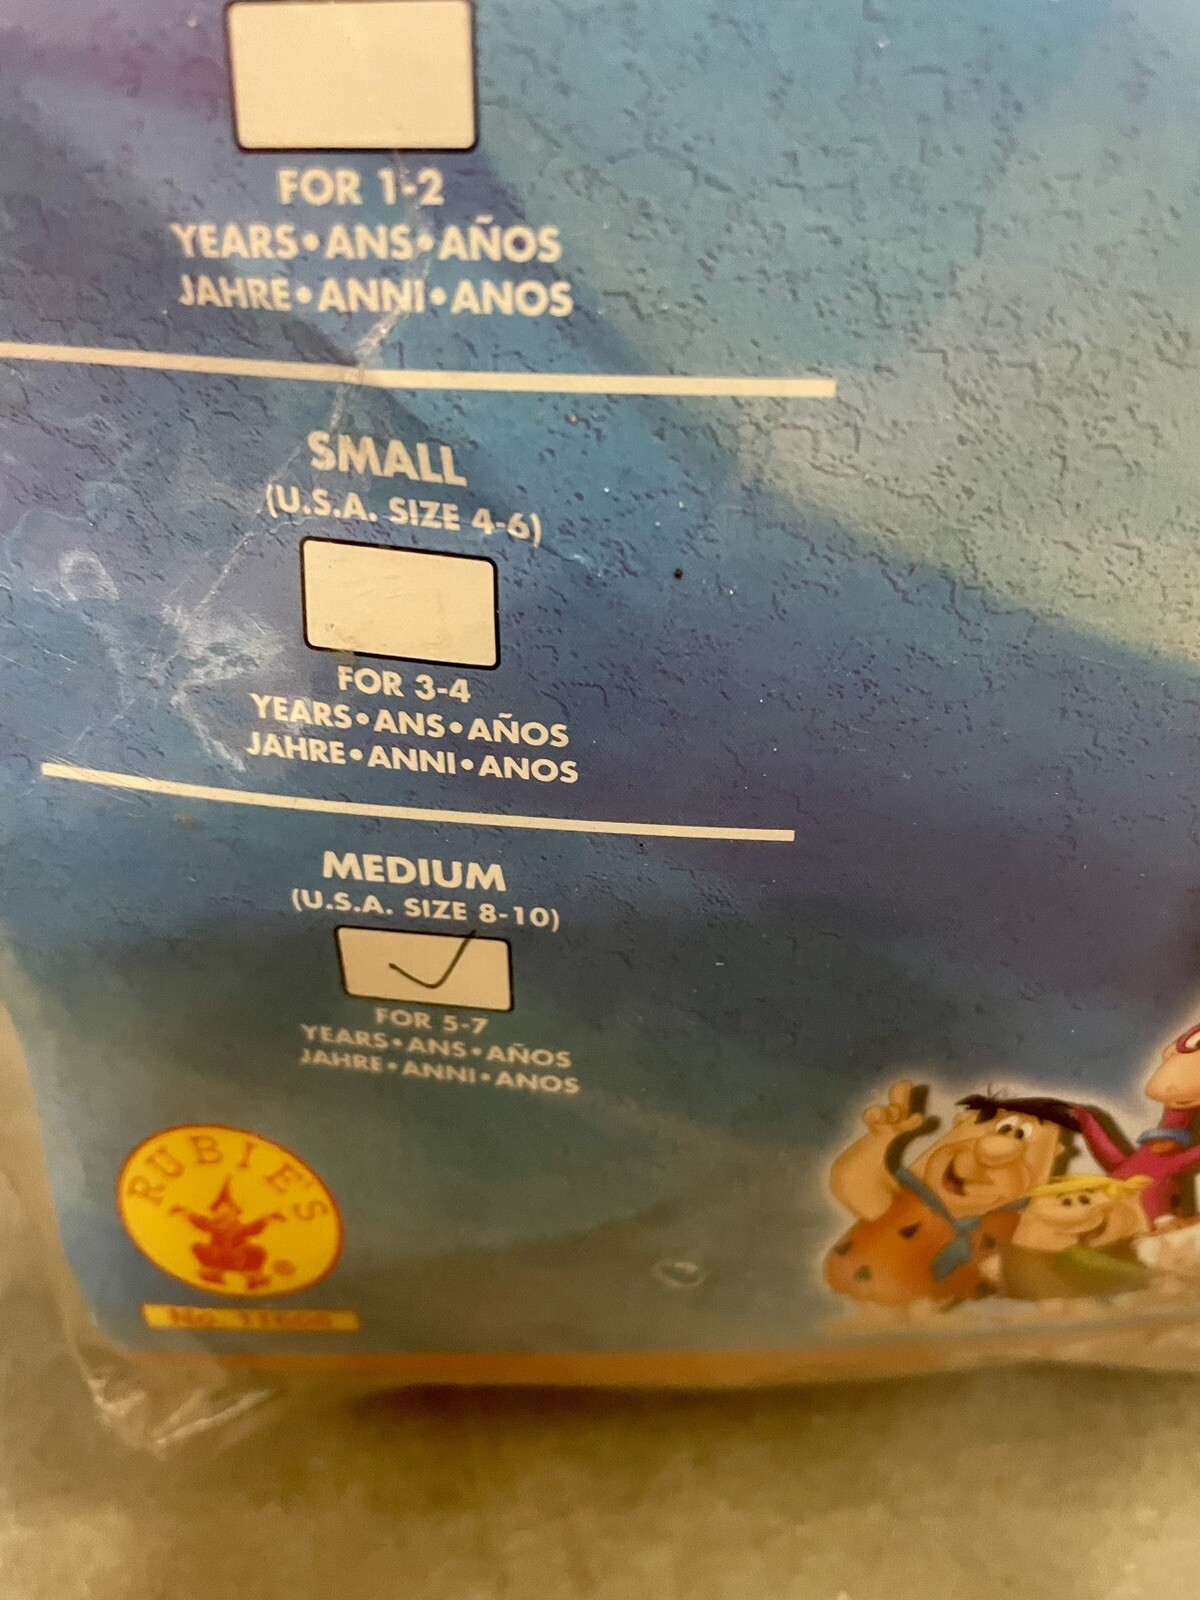 FOR 1-2
YEARS•ANS•AÑOS
JAHRE•ANNI•ANOS
SMALL
(U.S.A. SIZE 4-6)
FOR 3-4
YEARS•ANS•AÑOS
JAHRE•ANNI•ANOS
MEDIUM
(U.S.A. SIZE 8-10)
FOR 5-7
YEARS•ANS•AÑOS
JAHRE•ANNI•ANOS
RUBIE'S
®
No.